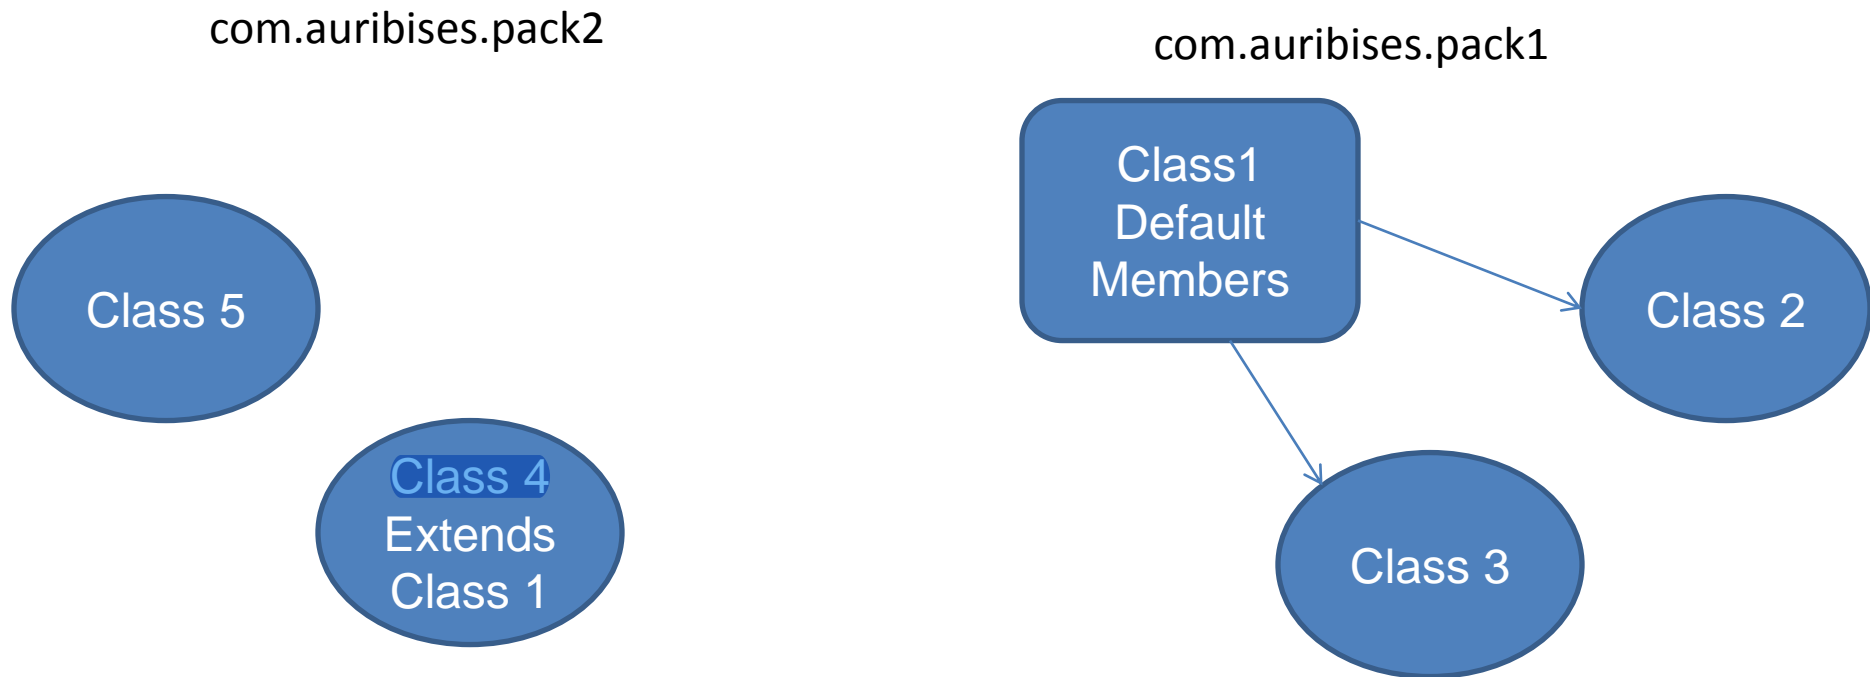 com.auribises.pack2
com.auribises.pack1
Class1
Default
Members
Class 5
Class 2
Class 4
Extends
Class 1
Class 3